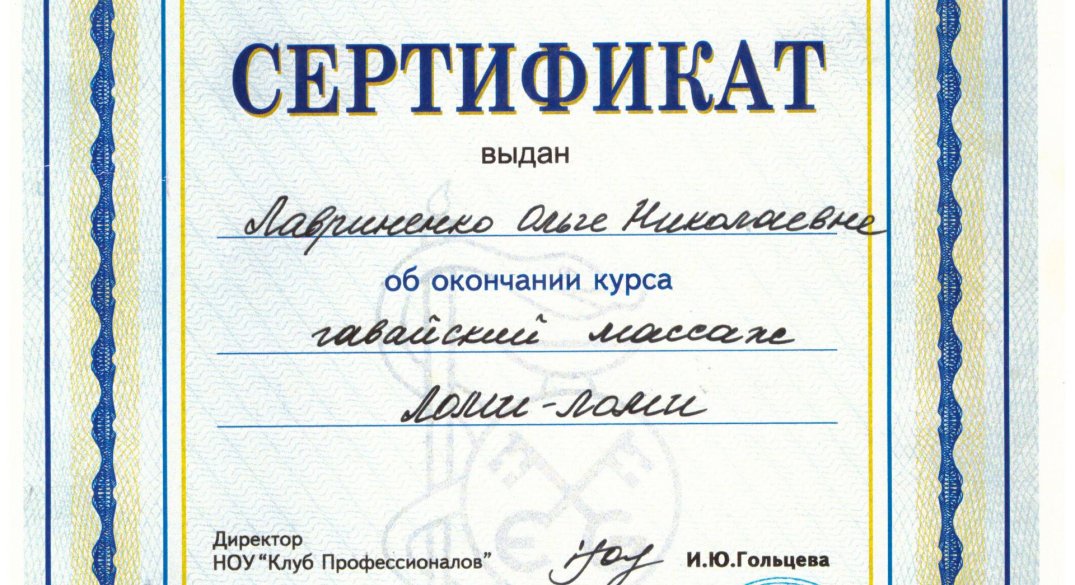 СЕРТИФИКАТ
выдан
Лавриненко Ольге Николаевне
об окончании курса
гавайский массаж
Ломи-ломи
Директор
НОУ "Клуб Профессионалов"
И.Ю.Гольцева